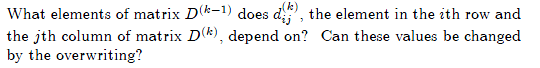 What elements of matrix D^(k−1) does d_ij^(k), the element in the ith row and
the jth column of matrix D^(k), depend on? Can these values be changed
by the overwriting?